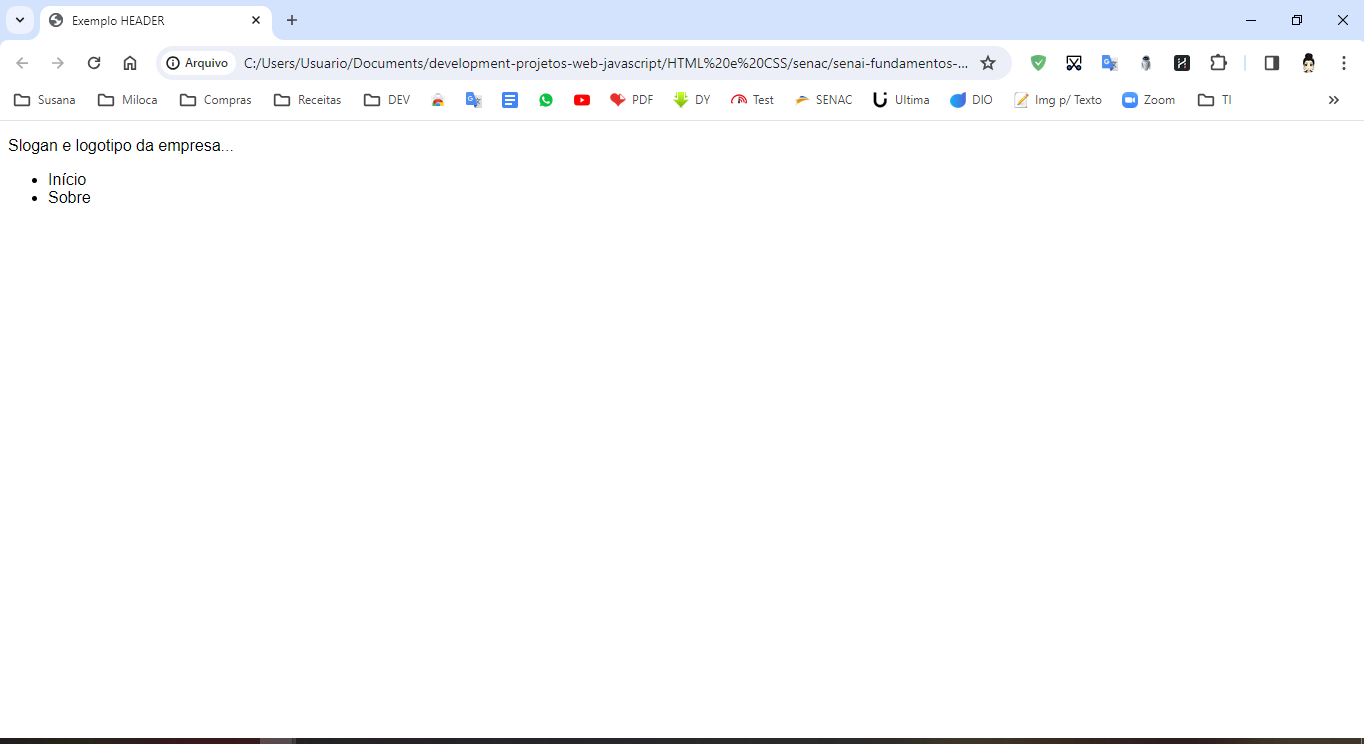 Exemplo HEADER
Arquivo C:/Users/Usuario/Documents/development-projetos-web-javascript/HTML%20e%20CSS/senac/senai-fundamentos-...
Susana Miloca Compras Receitas DEV PDF DY Test SENAC Ultima DIO Img p/ Texto Zoom TI
Slogan e logotipo da empresa...
• Início
• Sobre